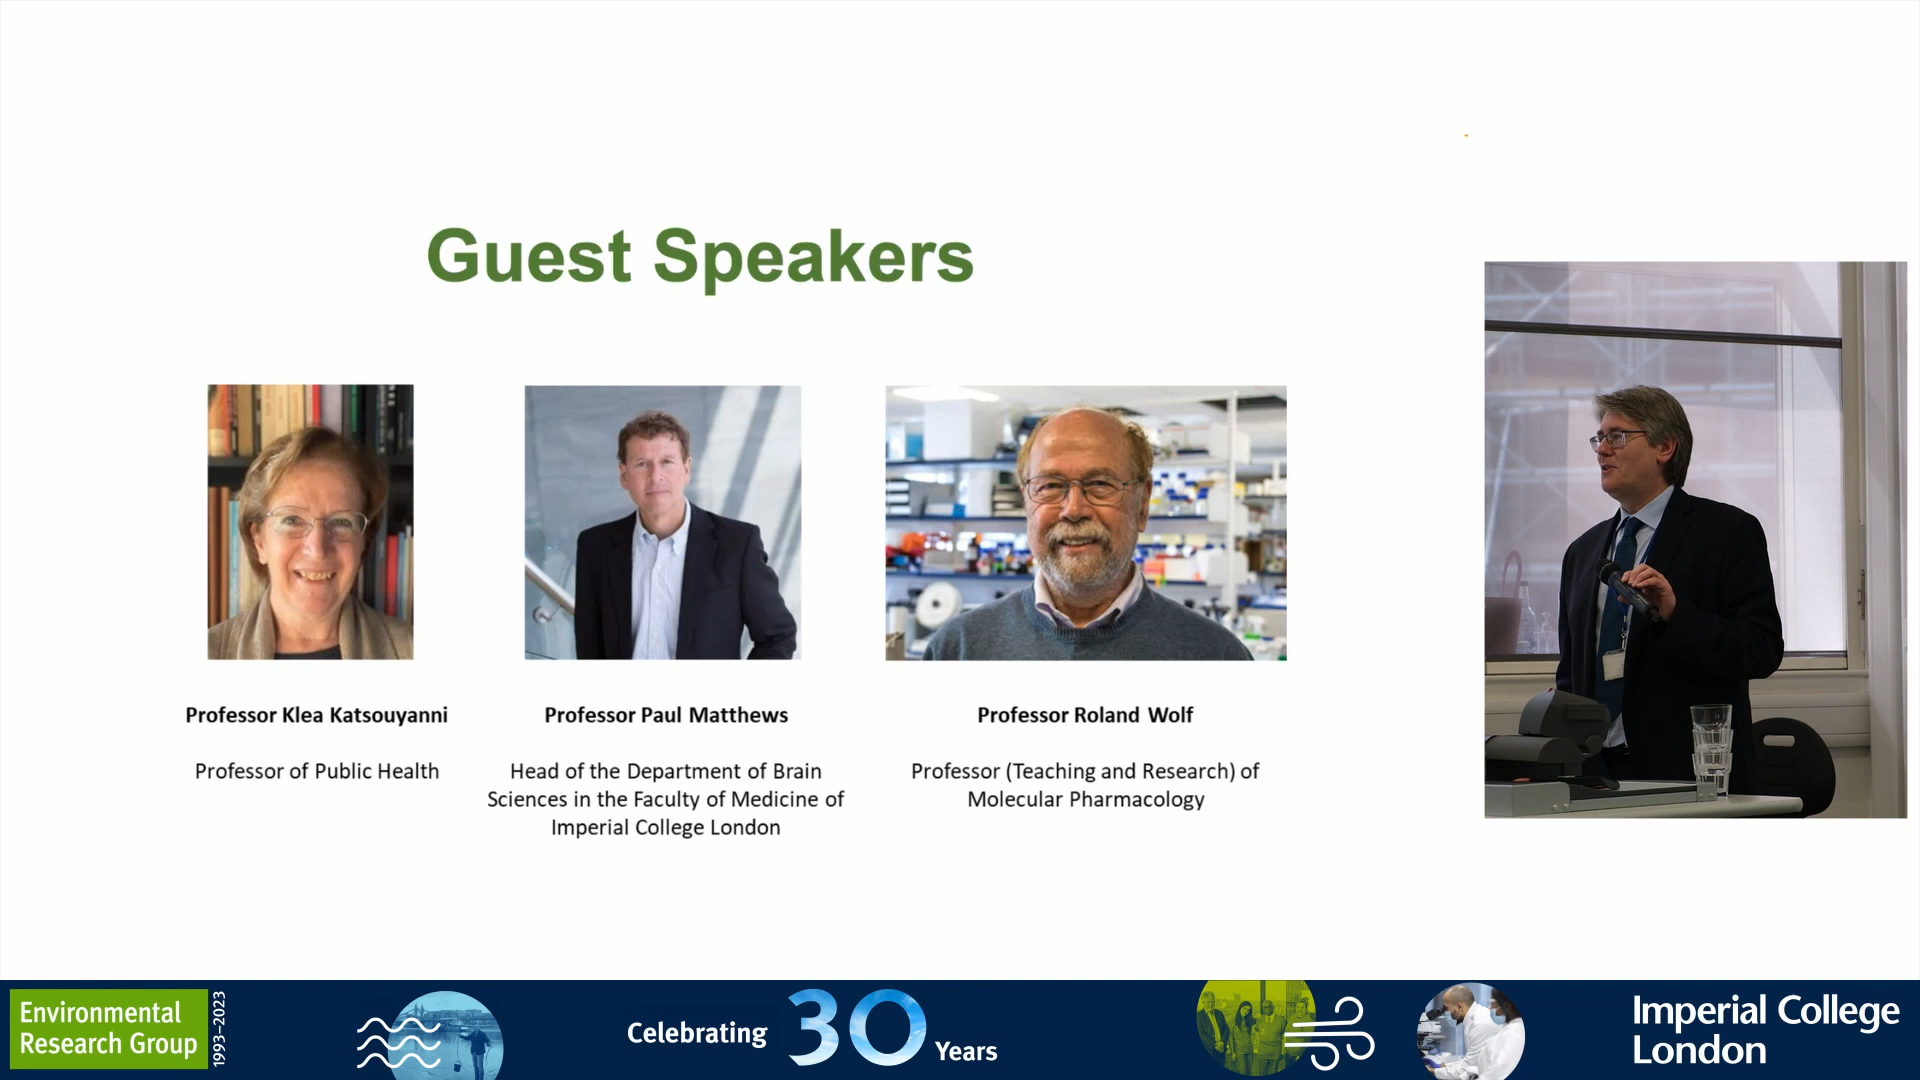 Guest Speakers
Professor Klea Katsouyanni
Professor of Public Health
Professor Paul Matthews
Head of the Department of Brain
Sciences in the Faculty of Medicine of
Imperial College London
Professor Roland Wolf
Professor (Teaching and Research) of
Molecular Pharmacology
Environmental
Research Group
1993–2023
Celebrating 30 Years
Imperial College
London